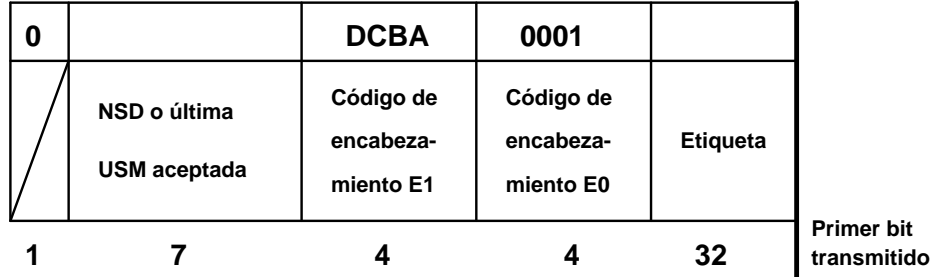 0 DCBA 0001
NSD o última
USM aceptada
Código de
encabeza-
miento E1
Código de
encabeza-
miento E0
Etiqueta
1 7 4 4 32
Primer bit
transmitido